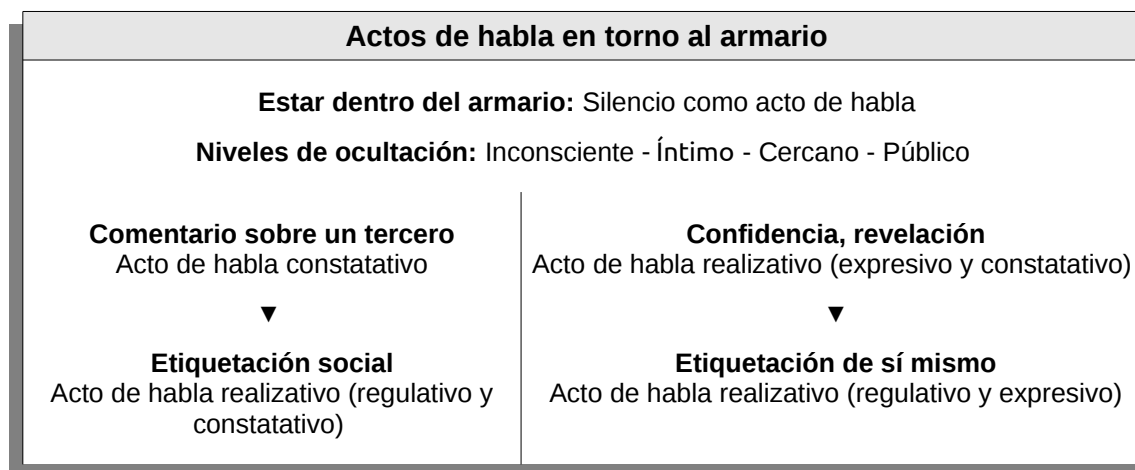 Actos de habla en torno al armario
Estar dentro del armario: Silencio como acto de habla
Niveles de ocultación: Inconsciente - Íntimo - Cercano - Público
Comentario sobre un tercero
Acto de habla constatativo
▼
Etiquetación social
Acto de habla realizativo (regulativo y
constatativo)
Confidencia, revelación
Acto de habla realizativo (expresivo y constatativo)
▼
Etiquetación de sí mismo
Acto de habla realizativo (regulativo y expresivo)